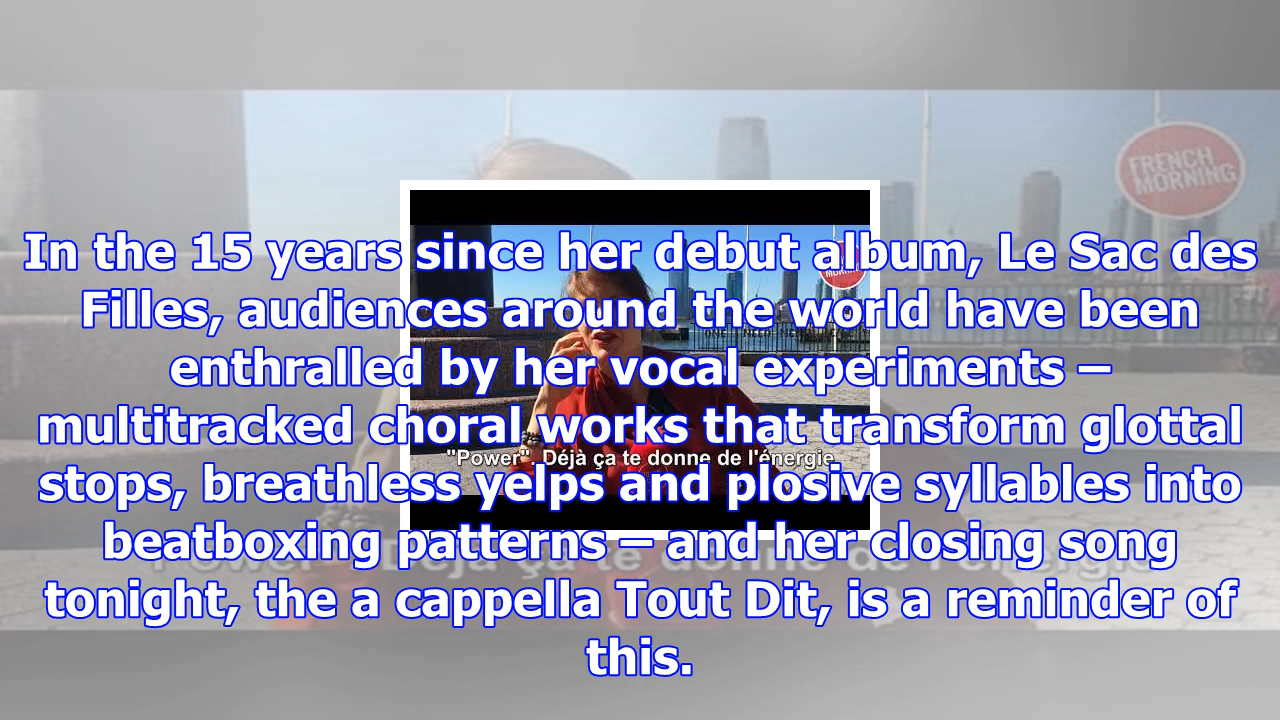 FRENCH
MORNING
In the 15 years since her debut album, Le Sac des
Filles, audiences around the world have been
enthralled by her vocal experiments –
multitracked choral works that transform glottal
"Power" Déjà ça te donne de l'énergie
stops, breathless yelps and plosive syllables into
beatboxing patterns – and her closing song
tonight, the a cappella Tout Dit, is a reminder of
this.